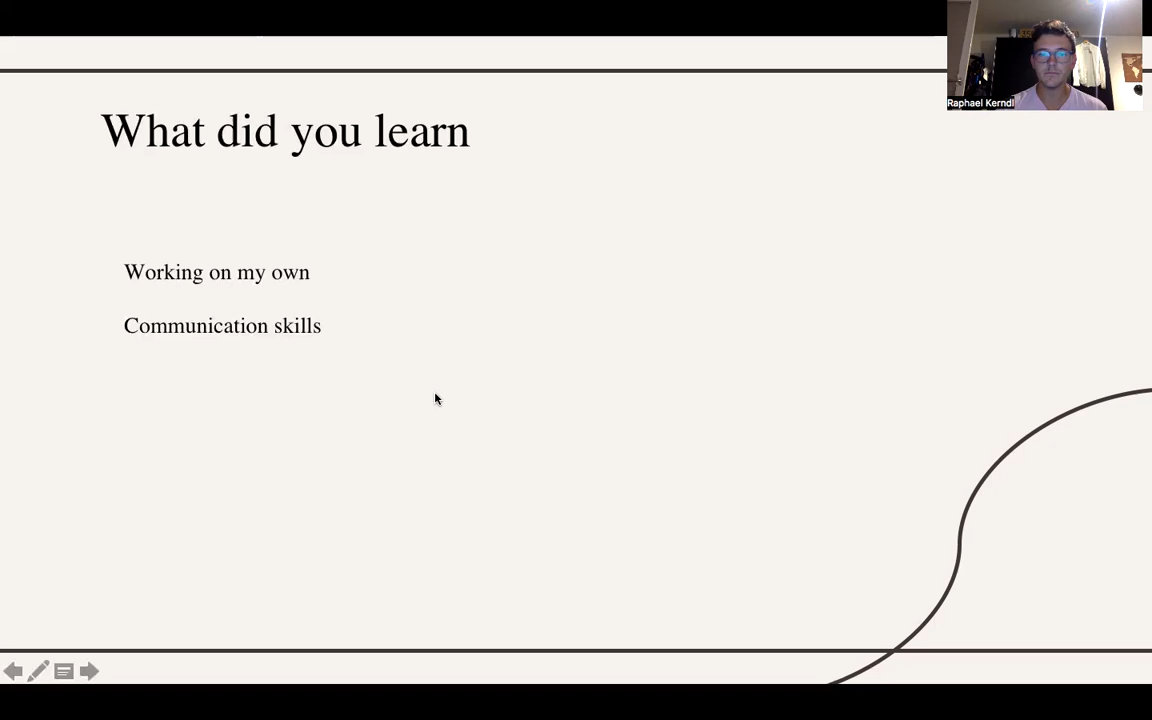 What did you learn
Raphael Kerndl
Working on my own
Communication skills